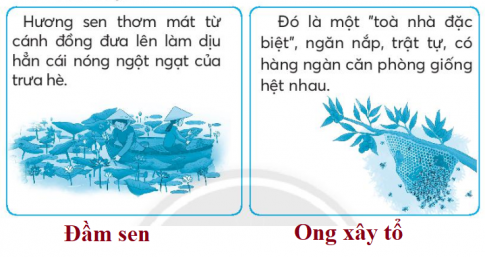 Hương sen thơm mát từ
cánh đồng đưa lên làm dịu
hẳn cái nóng ngột ngạt của
trưa hè.
Đầm sen
Đó là một "toà nhà đặc
biệt", ngăn nắp, trật tự, có
hàng ngàn căn phòng giống
hệt nhau.
Ong xây tổ